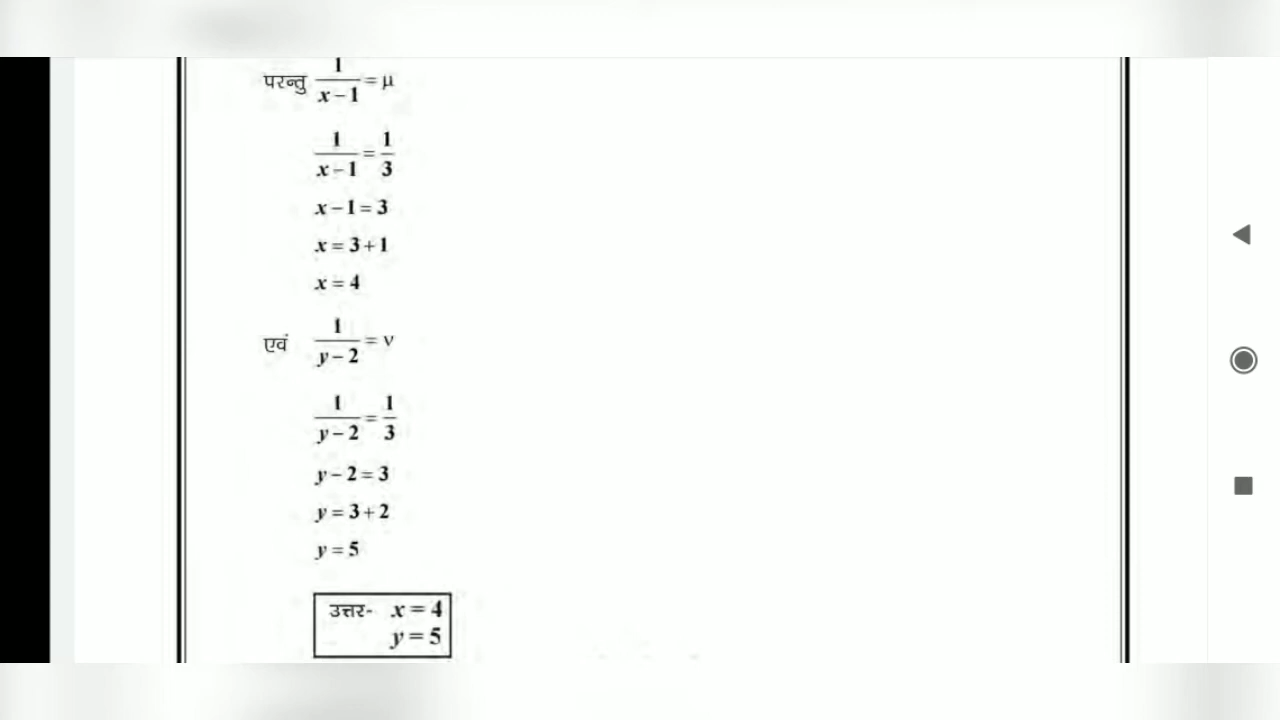 परन्तु 1/(x−1) = μ
1/(x−1) = 1/3
x−1 = 3
x = 3+1
x = 4
एवं 1/(y−2) = ν
1/(y−2) = 1/3
y−2 = 3
y = 3+2
y = 5
उत्तर- x = 4
y = 5